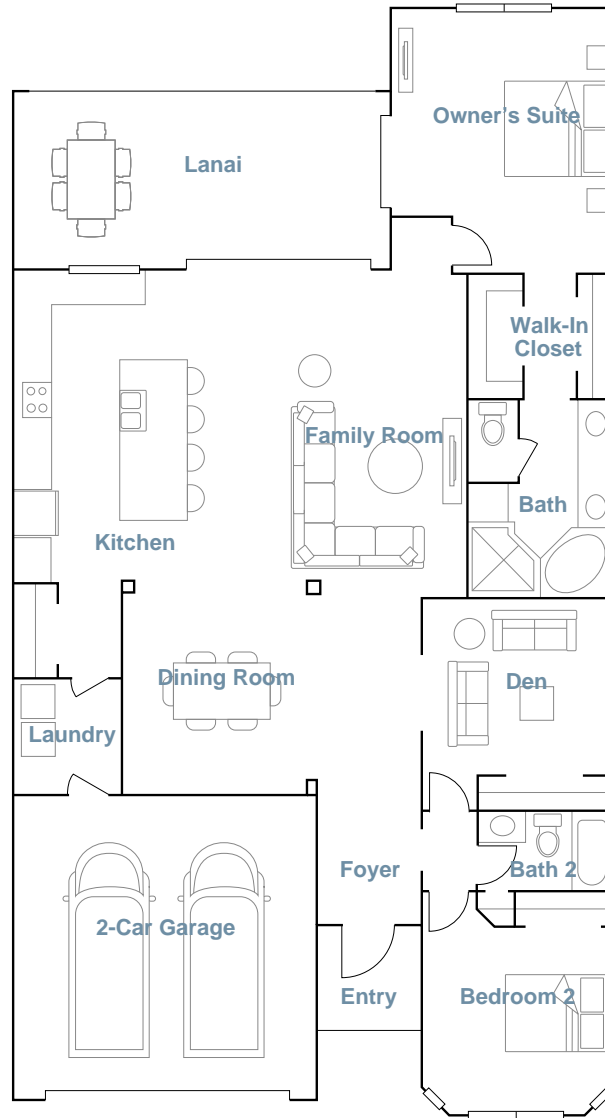 Owner's Suite
Lanai
Walk-In
Closet
Family Room
Bath
Kitchen
Dining Room
Den
Laundry
Foyer
Bath 2
2-Car Garage
Entry
Bedroom 2